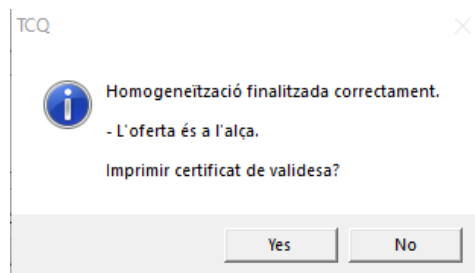 TCQ
Homogeneïtzació finalitzada correctament.
- L'oferta és a l'alça.
Imprimir certificat de validesa?
Yes
No